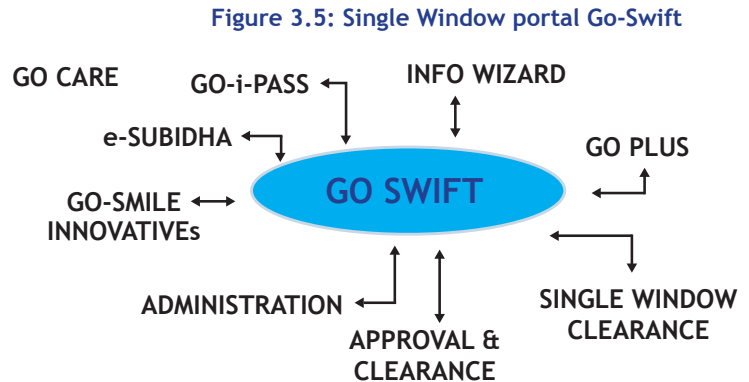 Figure 3.5: Single Window portal Go-Swift
GO CARE
GO-i-PASS
INFO WIZARD
e-SUBIDHA
GO PLUS
GO SWIFT
GO-SMILE
INNOVATIVEs
ADMINISTRATION
SINGLE WINDOW
CLEARANCE
APPROVAL &
CLEARANCE